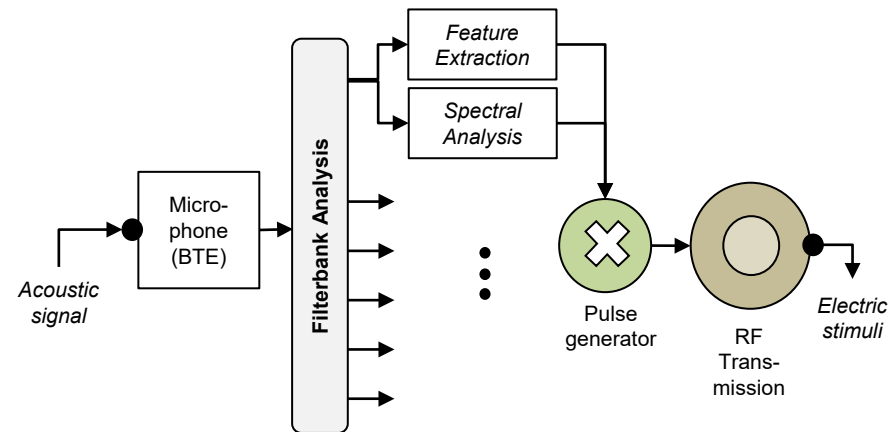 Feature
Extraction
Spectral
Analysis
Filterbank Analysis
Micro-
phone
(BTE)
Acoustic
signal
Pulse
generator
RF
Trans-
mission
Electric
stimuli